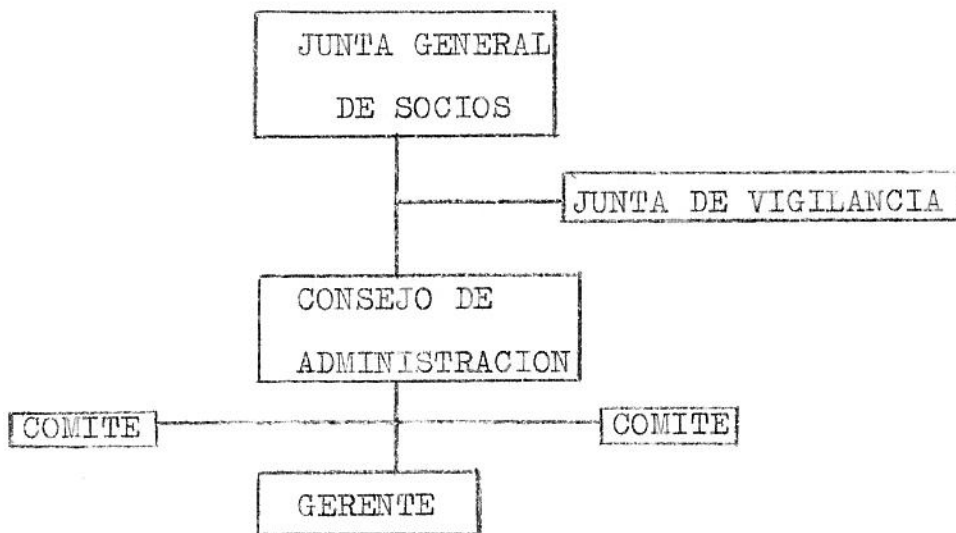 JUNTA GENERAL
DE SOCIOS
JUNTA DE VIGILANCIA
CONSEJO DE
ADMINISTRACION
COMITE
COMITE
GERENTE